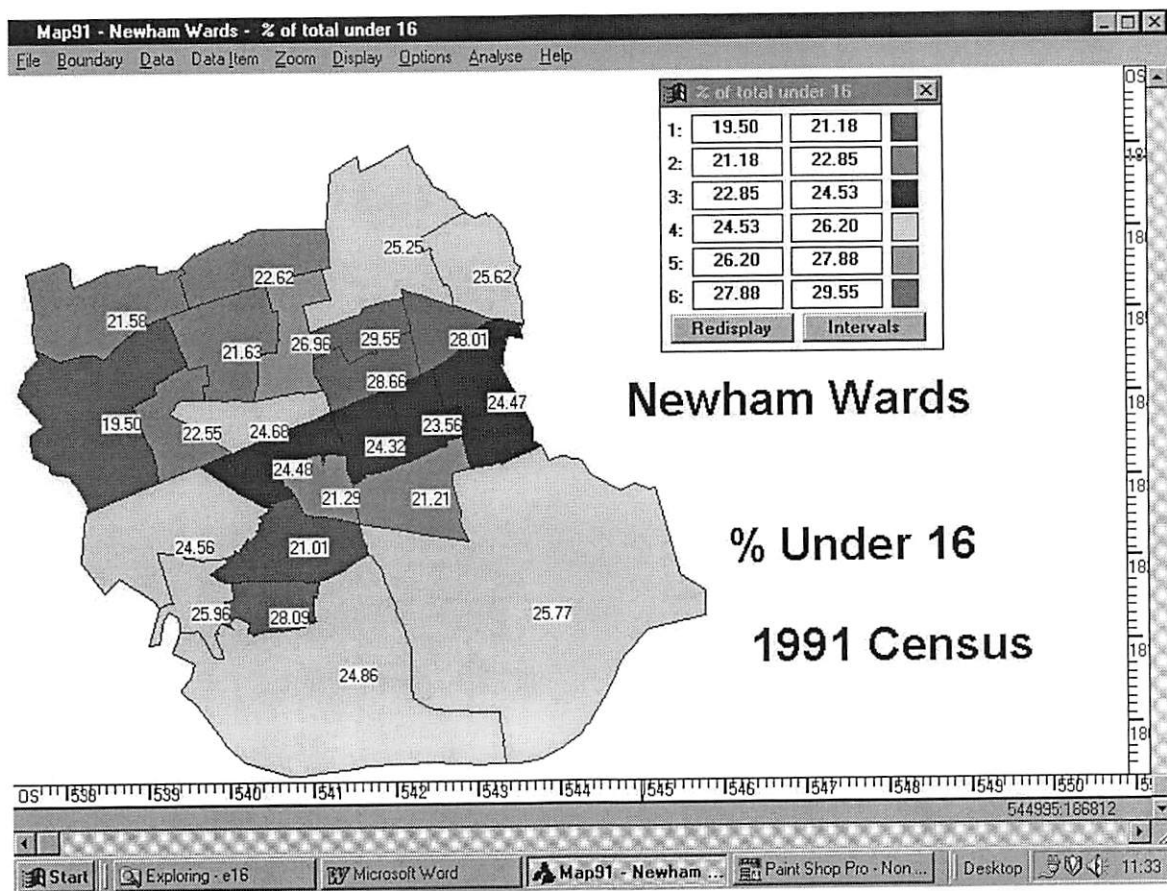 Map91 - Newham Wards - % of total under 16
File Boundary Data Data Item Zoom Display Options Analyse Help
% of total under 16
1: 19.50 21.18
2: 21.18 22.85
3: 22.85 24.53
4: 24.53 26.20
5: 26.20 27.88
6: 27.88 29.55
Redisplay Intervals
25.25
22.62
25.62
21.58
21.63
26.96
29.55
28.01
28.66
24.47
19.50
22.55
24.68
24.32
23.56
24.48
21.29
21.21
24.56
21.01
25.96
28.09
25.77
24.86
Newham Wards
% Under 16
1991 Census
OS
OS 538 539 540 541 542 543 544 545 546 547 548 549 550
544995:186812
Start Exploring - e16 Microsoft Word Map91 - Newham ... Paint Shop Pro - Non ... Desktop 11:33